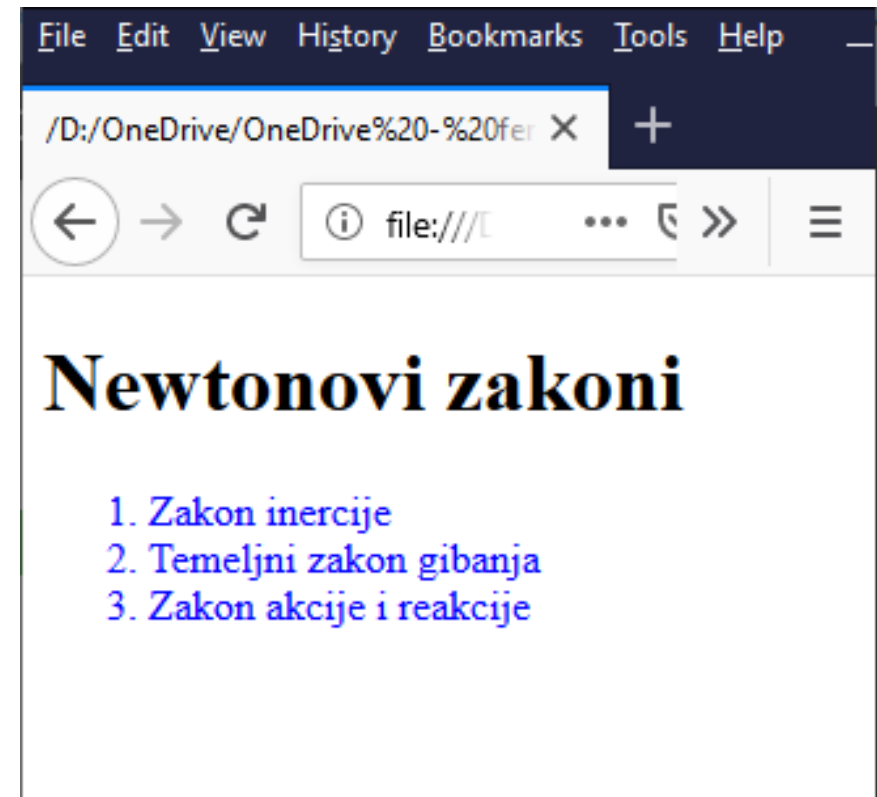 File Edit View History Bookmarks Tools Help
/D:/OneDrive/OneDrive%20-%20fer
file:///D
Newtonovi zakoni
1. Zakon inercije
2. Temeljni zakon gibanja
3. Zakon akcije i reakcije